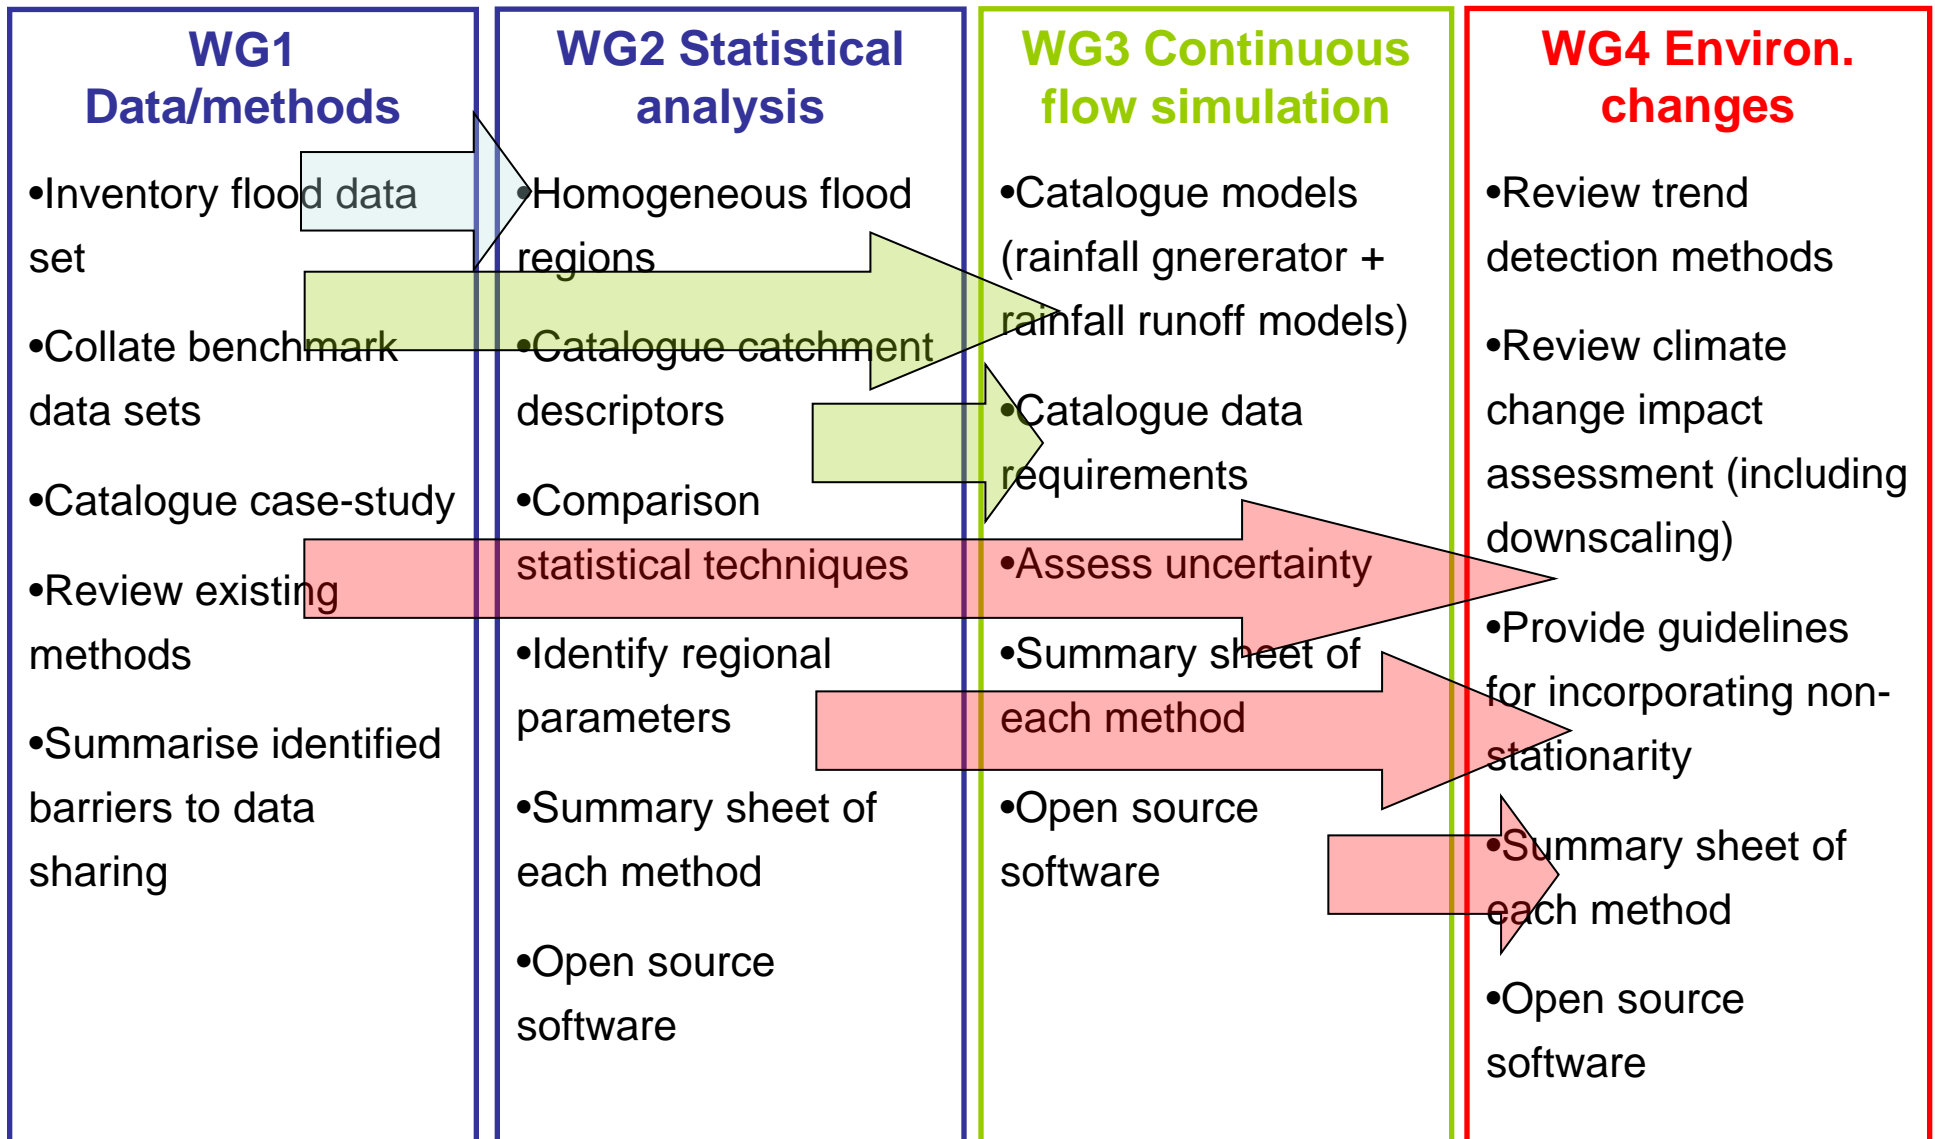 WG1
Data/methods
•Inventory flood data
set
•Collate benchmark
data sets
•Catalogue case-study
•Review existing
methods
•Summarise identified
barriers to data
sharing
WG2 Statistical
analysis
•Homogeneous flood
regions
•Catalogue catchment
descriptors
•Comparison
statistical techniques
•Identify regional
parameters
•Summary sheet of
each method
•Open source
software
WG3 Continuous
flow simulation
•Catalogue models
(rainfall gnererator +
rainfall runoff models)
•Catalogue data
requirements
•Assess uncertainty
•Summary sheet of
each method
•Open source
software
WG4 Environ.
changes
•Review trend
detection methods
•Review climate
change impact
assessment (including
downscaling)
•Provide guidelines
for incorporating non-
stationarity
•Summary sheet of
each method
•Open source
software